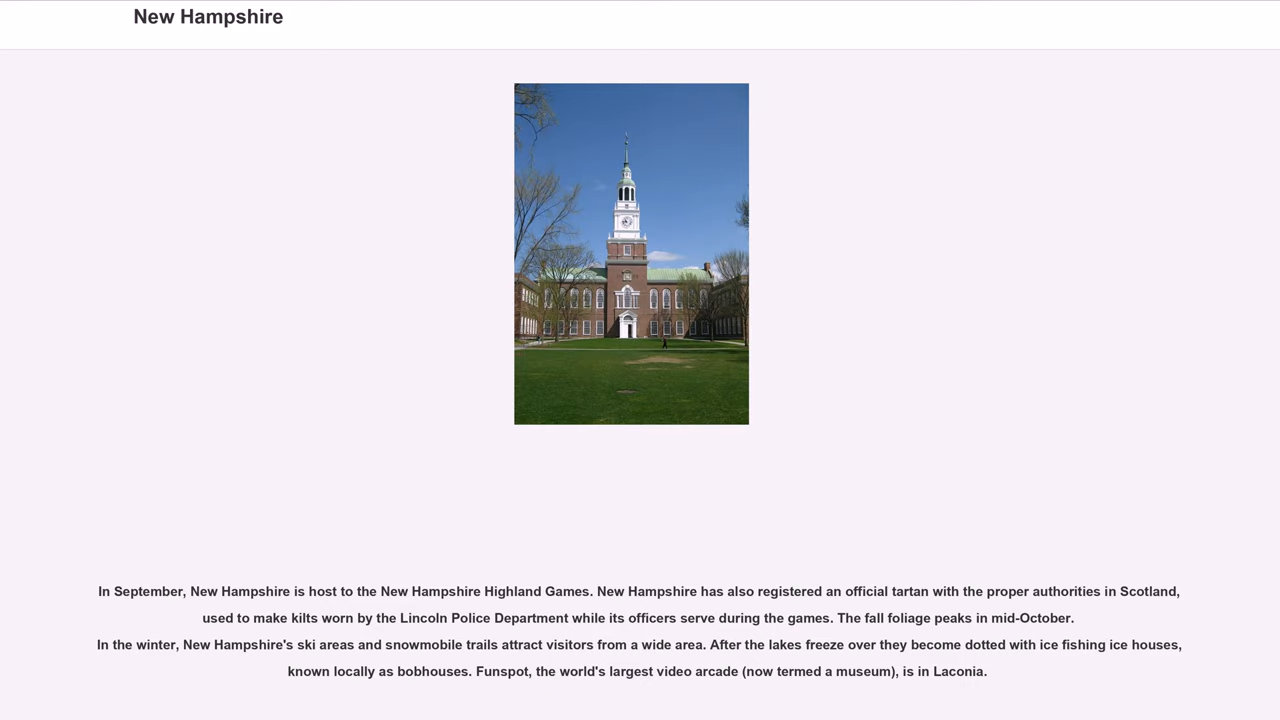 New Hampshire
In September, New Hampshire is host to the New Hampshire Highland Games. New Hampshire has also registered an official tartan with the proper authorities in Scotland,
used to make kilts worn by the Lincoln Police Department while its officers serve during the games. The fall foliage peaks in mid-October.
In the winter, New Hampshire's ski areas and snowmobile trails attract visitors from a wide area. After the lakes freeze over they become dotted with ice fishing ice houses,
known locally as bobhouses. Funspot, the world's largest video arcade (now termed a museum), is in Laconia.